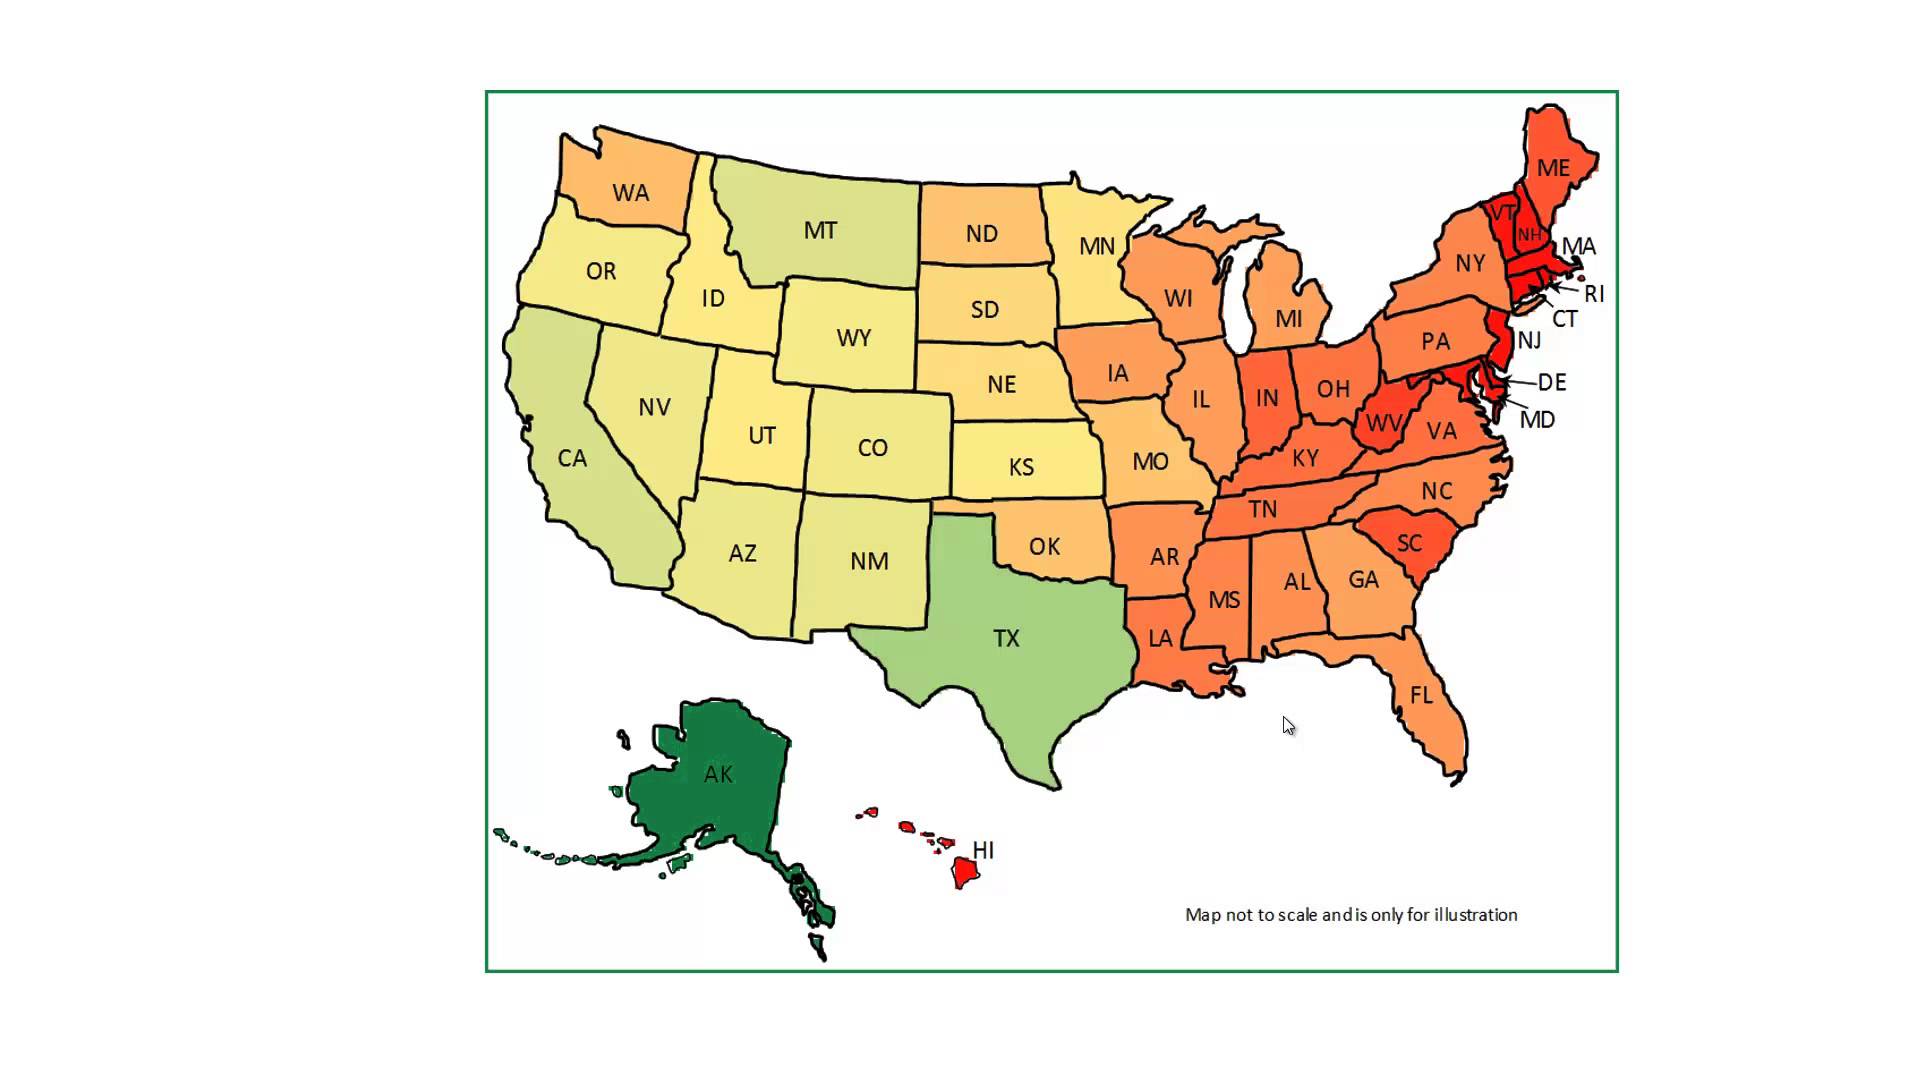 ME
WA
VT
MT
ND
NH
MN
MA
NY
OR
RI
ID
WI
SD
MI
CT
WY
PA
NJ
IA
NE
DE
OH
IN
IL
NV
MD
WV
VA
UT
CO
CA
KY
MO
KS
NC
TN
SC
OK
AZ
AR
NM
GA
AL
MS
TX
LA
FL
AK
HI
Map not to scale and is only for illustration